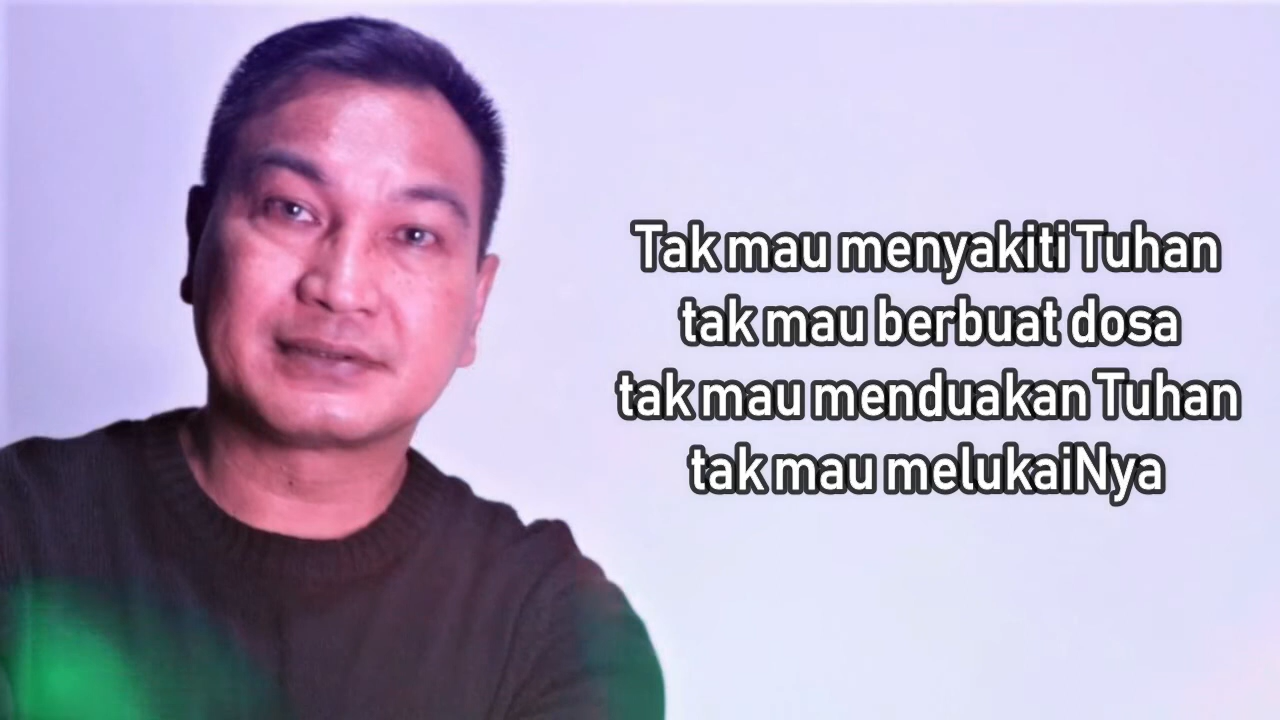 Tak mau menyakiti Tuhan
tak mau berbuat dosa
tak mau menduakan Tuhan
tak mau melukaiNya